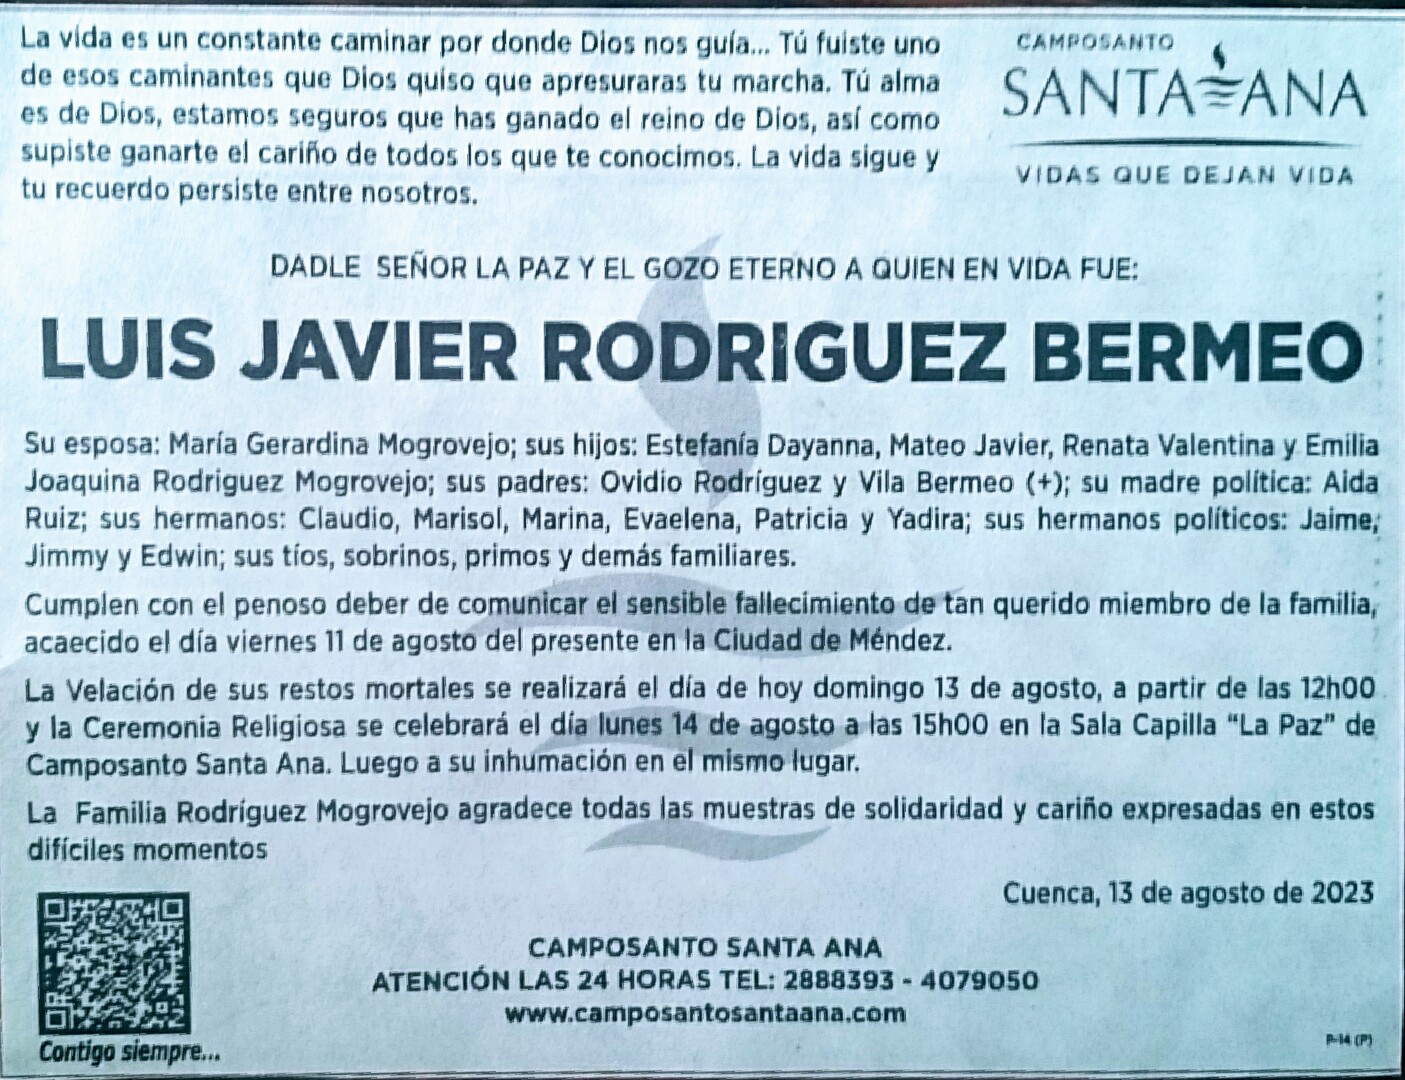 La vida es un constante caminar por donde Dios nos guía... Tú fuiste uno
de esos caminantes que Dios quiso que apresuraras tu marcha. Tú alma
es de Dios, estamos seguros que has ganado el reino de Dios, así como
supiste ganarte el cariño de todos los que te conocimos. La vida sigue y
tu recuerdo persiste entre nosotros.
CAMPOSANTO
SANTA ANA
VIDAS QUE DEJAN VIDA
DADLE SEÑOR LA PAZ Y EL GOZO ETERNO A QUIEN EN VIDA FUE:
LUIS JAVIER RODRIGUEZ BERMEO
Su esposa: María Gerardina Mogrovejo; sus hijos: Estefanía Dayanna, Mateo Javier, Renata Valentina y Emilia
Joaquina Rodriguez Mogrovejo; sus padres: Ovidio Rodríguez y Vila Bermeo (+); su madre política: Aida
Ruiz; sus hermanos: Claudio, Marisol, Marina, Evaelena, Patricia y Yadira; sus hermanos políticos: Jaime,
Jimmy y Edwin; sus tíos, sobrinos, primos y demás familiares.
Cumplen con el penoso deber de comunicar el sensible fallecimiento de tan querido miembro de la familia,
acaecido el día viernes 11 de agosto del presente en la Ciudad de Méndez.
La Velación de sus restos mortales se realizará el día de hoy domingo 13 de agosto, a partir de las 12h00
y la Ceremonia Religiosa se celebrará el día lunes 14 de agosto a las 15h00 en la Sala Capilla “La Paz” de
Camposanto Santa Ana. Luego a su inhumación en el mismo lugar.
La Familia Rodríguez Mogrovejo agradece todas las muestras de solidaridad y cariño expresadas en estos
difíciles momentos
Cuenca, 13 de agosto de 2023
CAMPOSANTO SANTA ANA
ATENCIÓN LAS 24 HORAS TEL: 2888393 - 4079050
www.camposantosantaana.com
Contigo siempre...
P-14 (P)